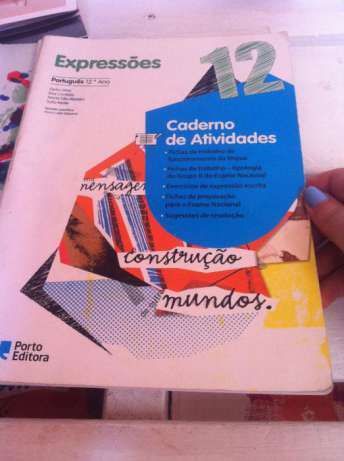 Expressões
12
Português 12.º Ano
Caderno
de Atividades
• Fichas de trabalho de
funcionamento da língua
• Fichas de trabalho – tipologia
do Grupo II do Exame Nacional
• Exercícios de expressão escrita
• Fichas de preparação
para o Exame Nacional
• Sugestões de resolução
mensagen
construção
mundos.
Porto
Editora